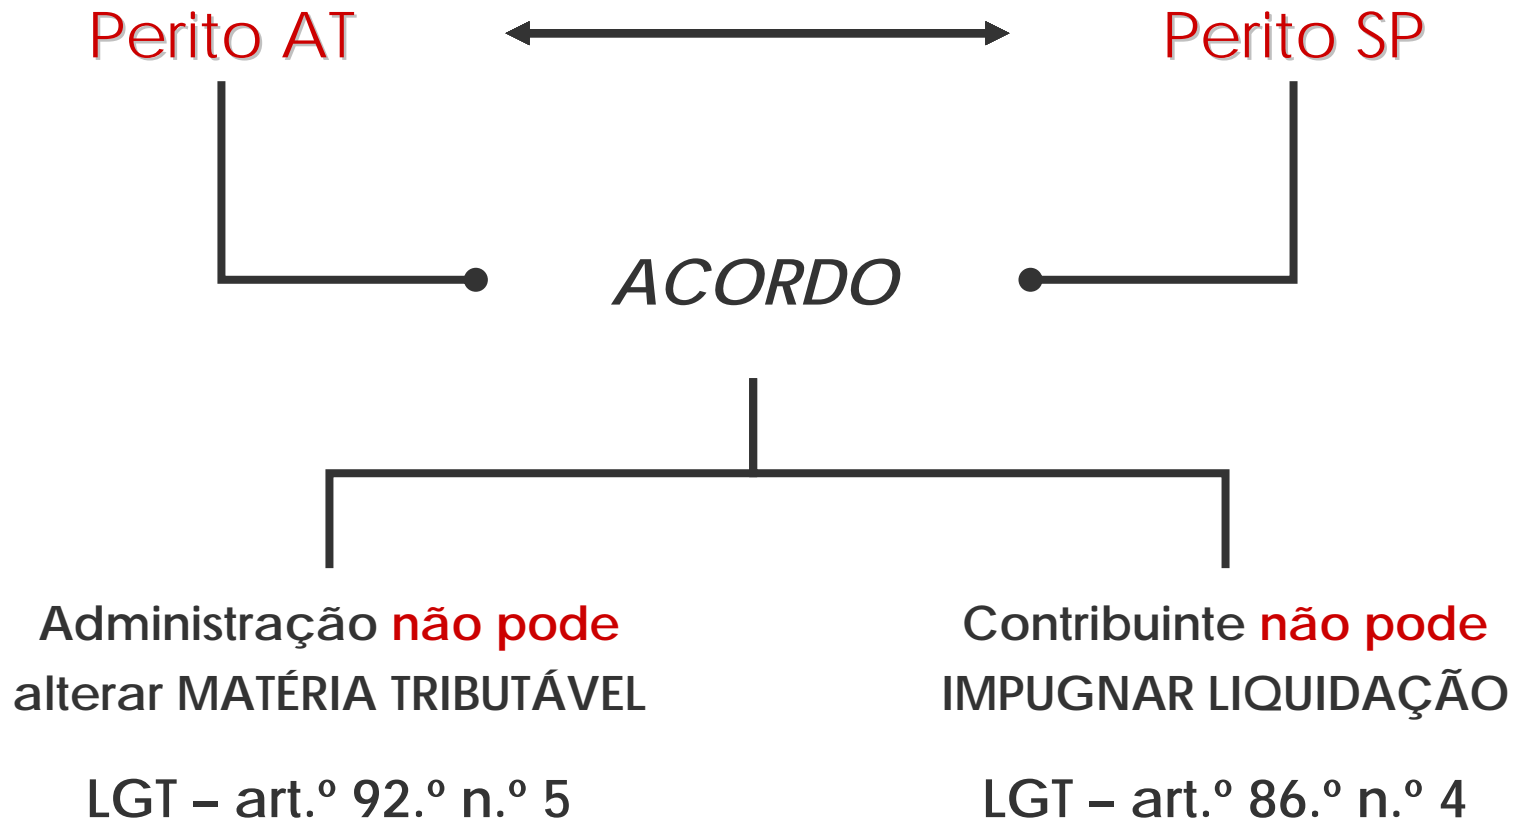 Perito AT
Perito SP
ACORDO
Administração não pode
alterar MATÉRIA TRIBUTÁVEL
LGT – art.º 92.º n.º 5
Contribuinte não pode
IMPUGNAR LIQUIDAÇÃO
LGT – art.º 86.º n.º 4